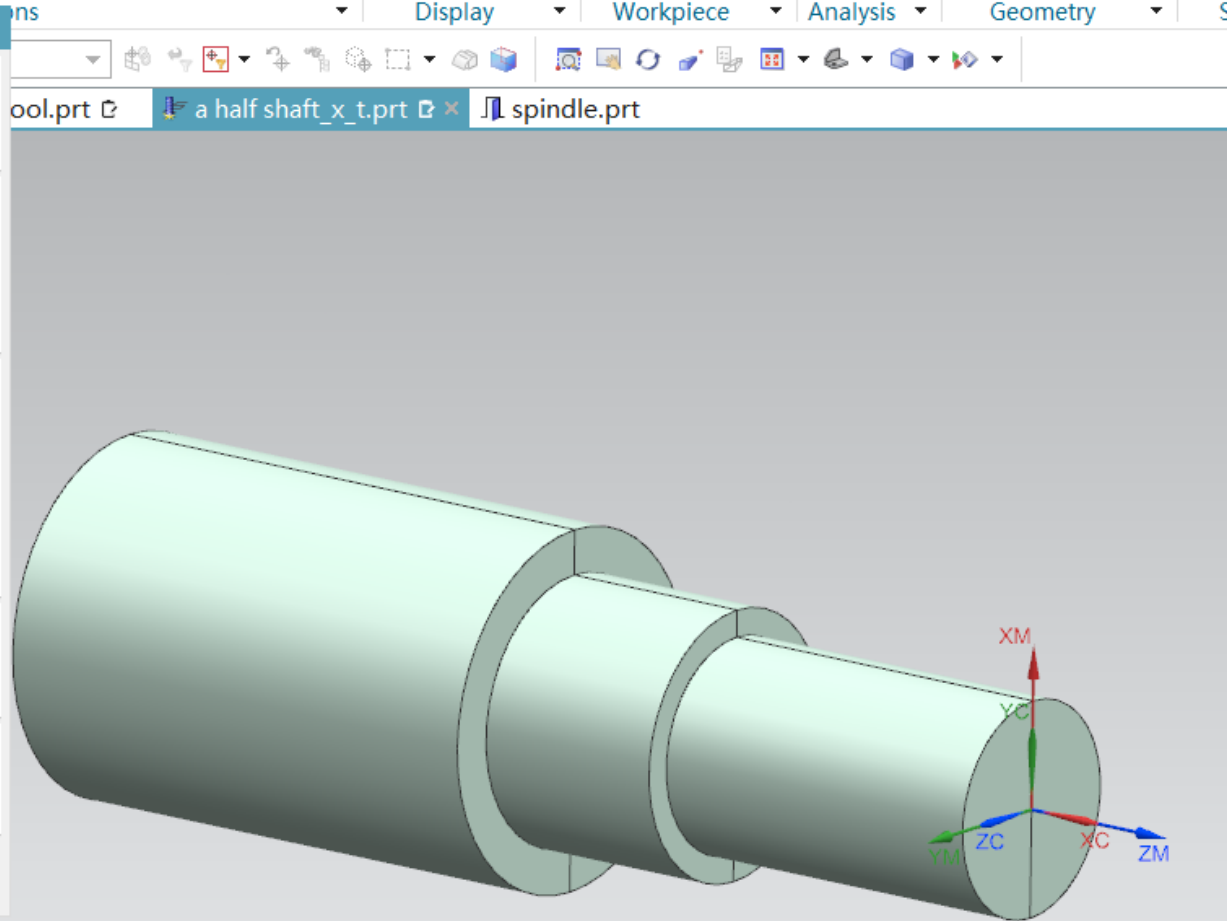 ns Display Workpiece Analysis Geometry
ool.prt a half shaft_x_t.prt spindle.prt
XM
YC
YM ZC XC ZM